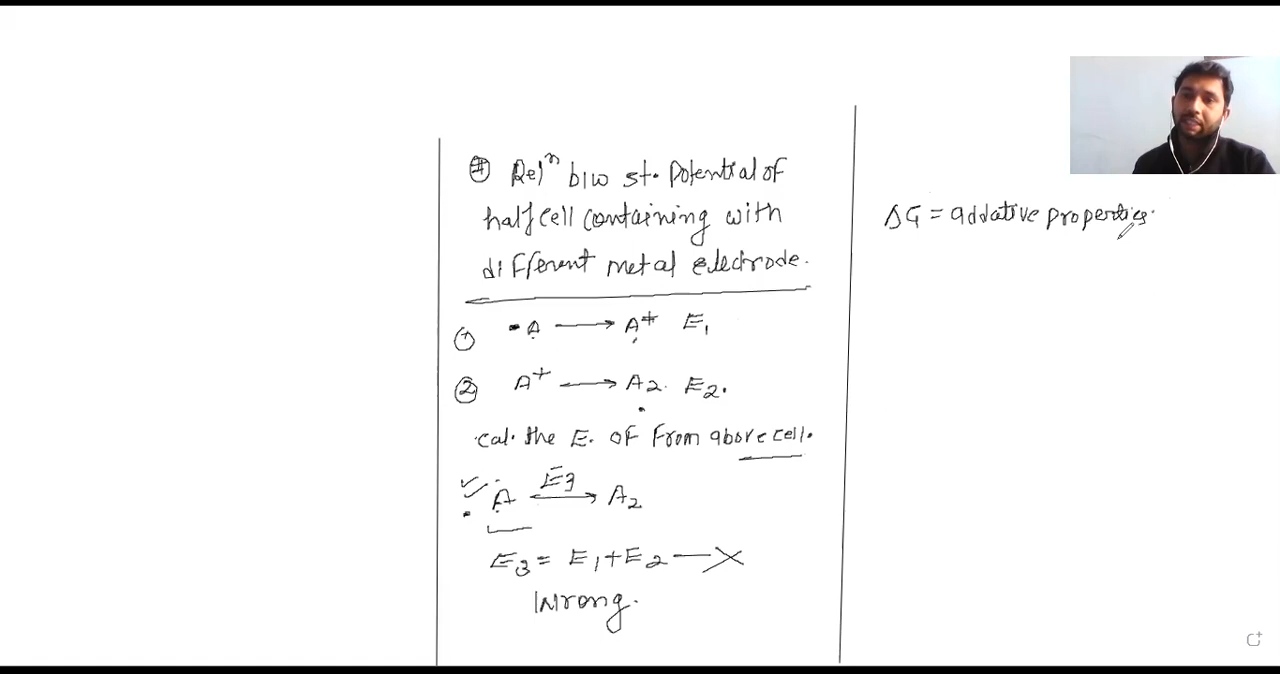 # Relⁿ b/w st. potential of
half cell containing with
different metal electrode.
① A → A⁺ E₁
② A⁺ → A₂. E₂.
cal. the E. of From above cell.
A ⟷ A₂ E₃
E₃ = E₁+E₂ — X
Wrong.
ΔG = addative properties.